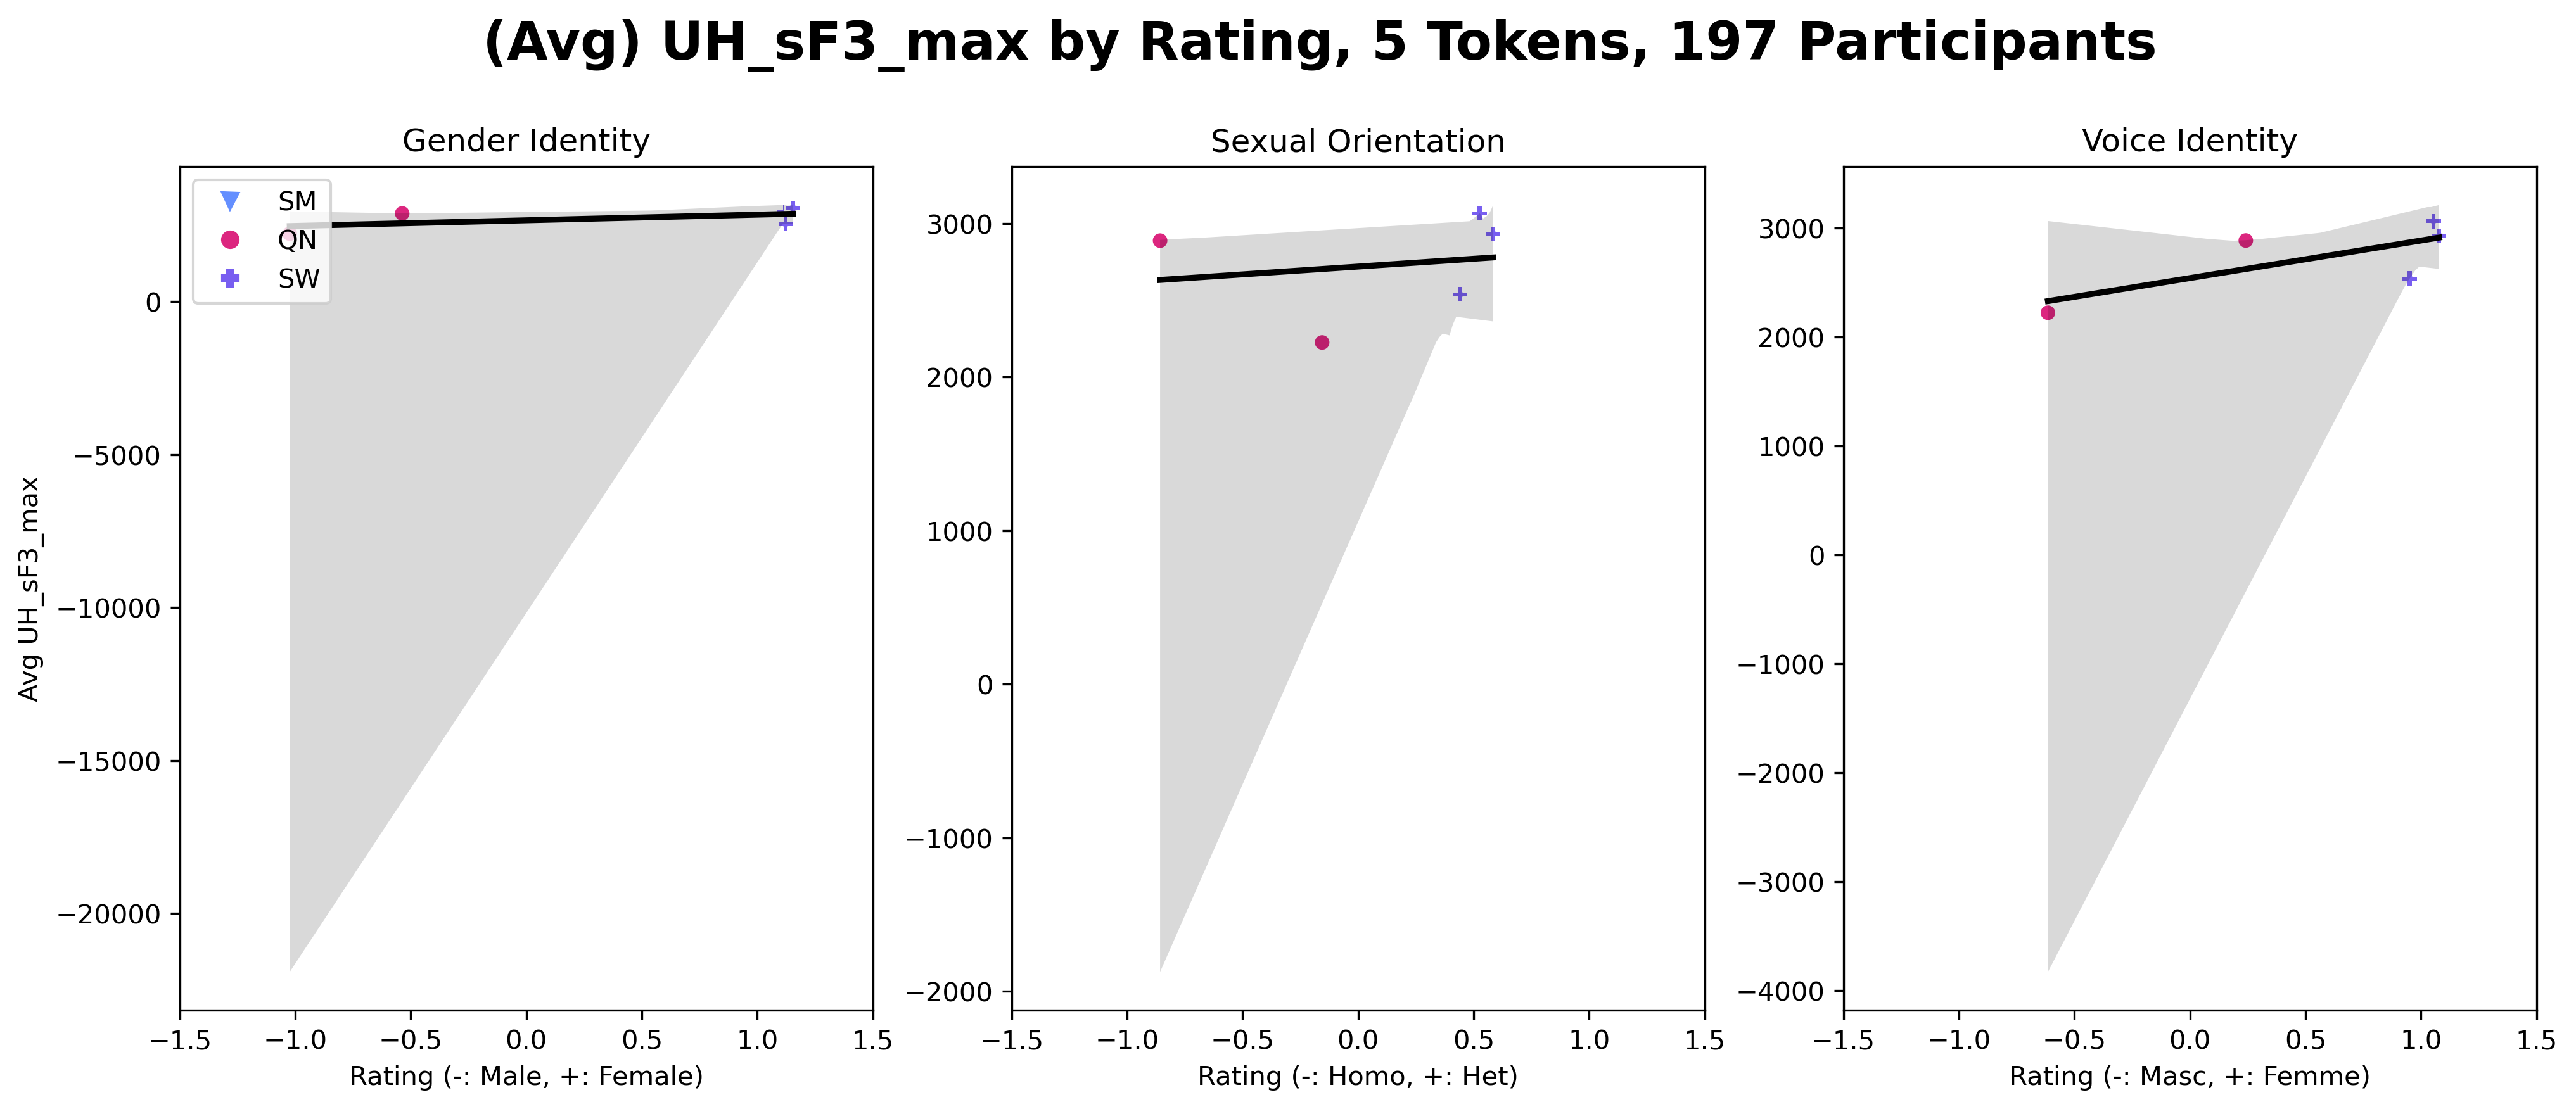 (Avg) UH_sF3_max by Rating, 5 Tokens, 197 Participants
Gender Identity
SM
QN
SW
0
−5000
−10000
−15000
−20000
Avg UH_sF3_max
−1.5 −1.0 −0.5 0.0 0.5 1.0 1.5
Rating (-: Male, +: Female)
Sexual Orientation
3000
2000
1000
0
−1000
−2000
−1.5 −1.0 −0.5 0.0 0.5 1.0 1.5
Rating (-: Homo, +: Het)
Voice Identity
3000
2000
1000
0
−1000
−2000
−3000
−4000
−1.5 −1.0 −0.5 0.0 0.5 1.0 1.5
Rating (-: Masc, +: Femme)